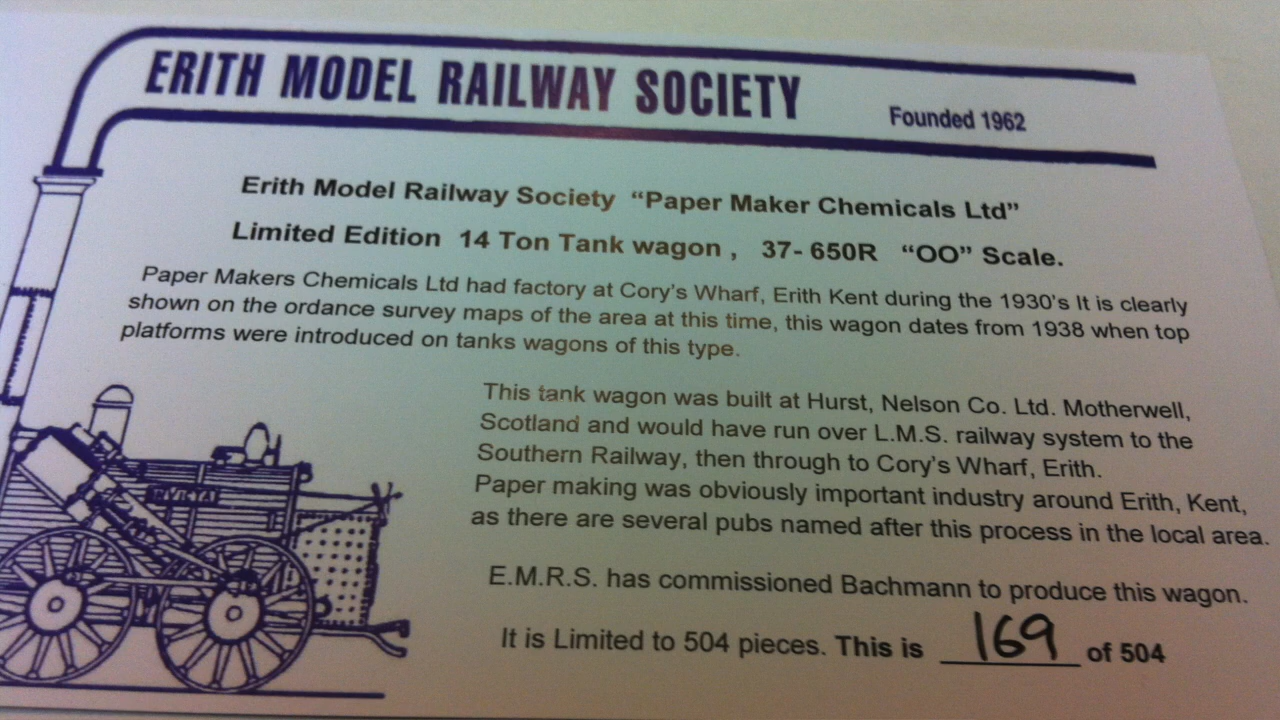 ERITH MODEL RAILWAY SOCIETY
Founded 1962
Erith Model Railway Society “Paper Maker Chemicals Ltd”
Limited Edition 14 Ton Tank wagon , 37- 650R “OO” Scale.
Paper Makers Chemicals Ltd had factory at Cory's Wharf, Erith Kent during the 1930's It is clearly
shown on the ordance survey maps of the area at this time, this wagon dates from 1938 when top
platforms were introduced on tanks wagons of this type.
This tank wagon was built at Hurst, Nelson Co. Ltd. Motherwell,
Scotland and would have run over L.M.S. railway system to the
Southern Railway, then through to Cory's Wharf, Erith.
Paper making was obviously important industry around Erith, Kent,
as there are several pubs named after this process in the local area.
INVICTA
E.M.R.S. has commissioned Bachmann to produce this wagon.
It is Limited to 504 pieces. This is 169 of 504